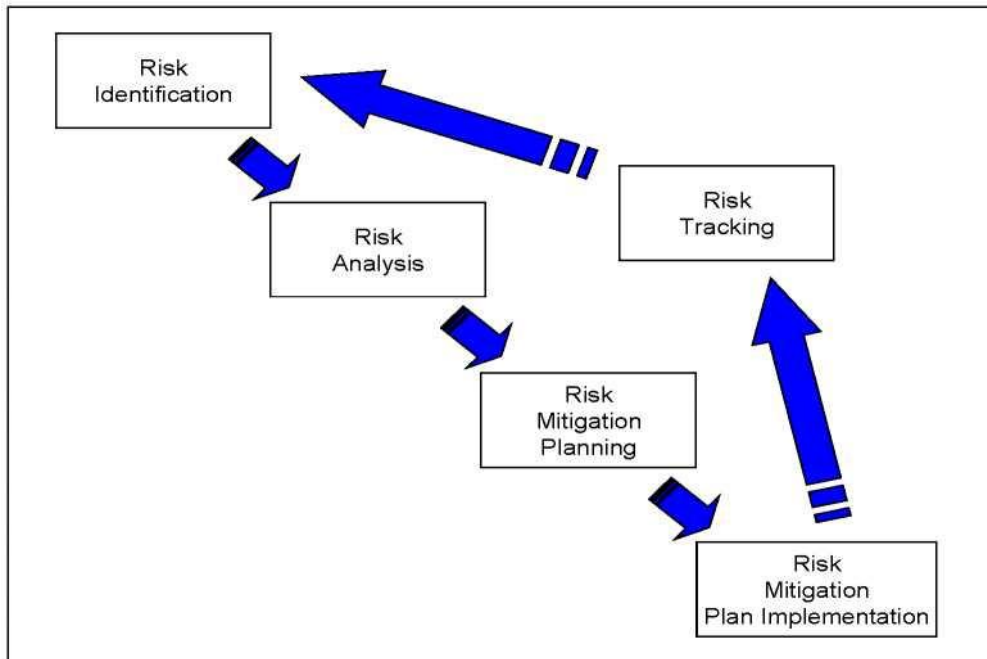 Risk
Identification
Risk
Analysis
Risk
Mitigation
Planning
Risk
Mitigation
Plan Implementation
Risk
Tracking